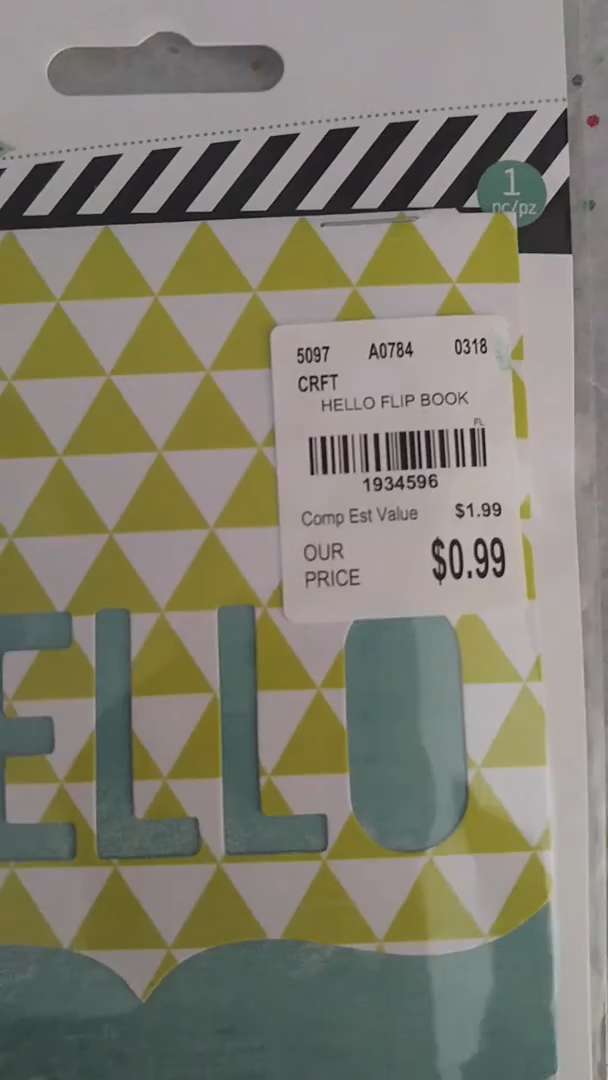 1
pc/pz
5097 A0784 0318
CRFT
HELLO FLIP BOOK
FL
1934596
Comp Est Value $1.99
OUR
PRICE $0.99
ELLO